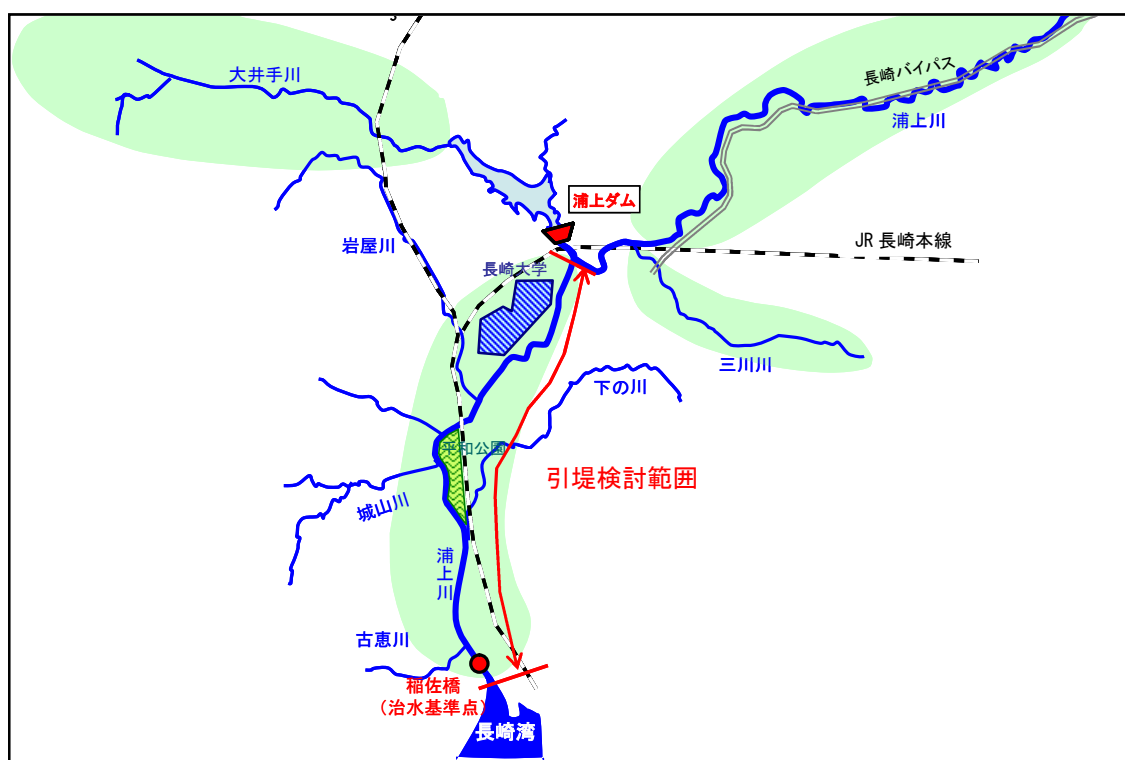 大井手川
長崎バイパス
浦上川
浦上ダム
岩屋川
JR 長崎本線
長崎大学
三川川
下の川
平和公園
引堤検討範囲
城山川
浦上川
古恵川
稲佐橋
（治水基準点）
長崎湾